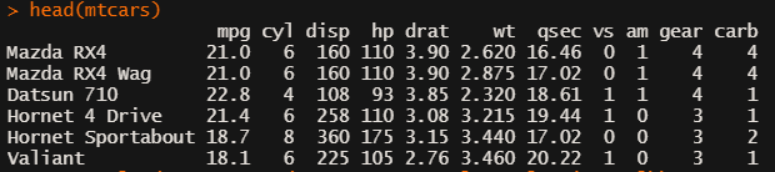 > head(mtcars)
mpg cyl disp hp drat wt qsec vs am gear carb
Mazda RX4 21.0 6 160 110 3.90 2.620 16.46 0 1 4 4
Mazda RX4 Wag 21.0 6 160 110 3.90 2.875 17.02 0 1 4 4
Datsun 710 22.8 4 108 93 3.85 2.320 18.61 1 1 4 1
Hornet 4 Drive 21.4 6 258 110 3.08 3.215 19.44 1 0 3 1
Hornet Sportabout 18.7 8 360 175 3.15 3.440 17.02 0 0 3 2
Valiant 18.1 6 225 105 2.76 3.460 20.22 1 0 3 1